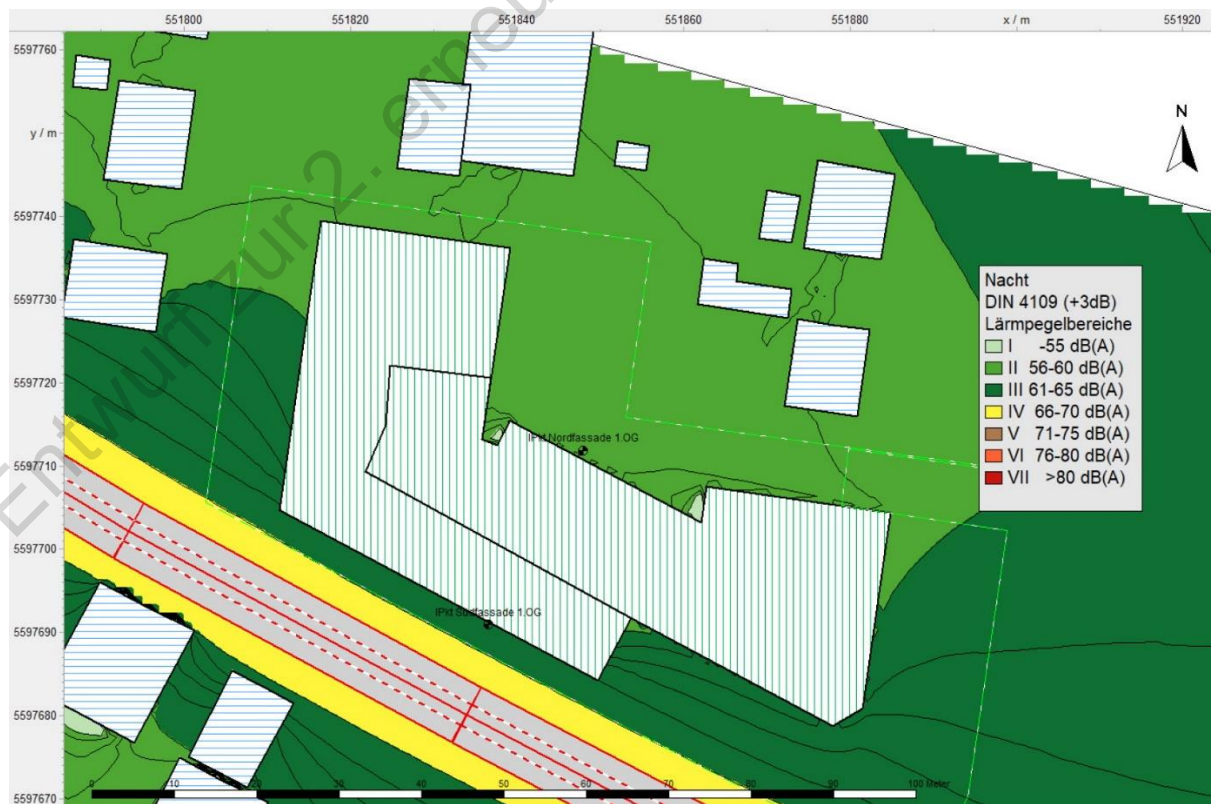 551800 551820 551840 551860 551880 x / m 551920
5597760
y / m
5597740
5597730
5597720
5597710
5597700
5597690
5597680
5597670
N
Nacht
DIN 4109 (+3dB)
Lärmpegelbereiche
I -55 dB(A)
II 56-60 dB(A)
III 61-65 dB(A)
IV 66-70 dB(A)
V 71-75 dB(A)
VI 76-80 dB(A)
VII >80 dB(A)
IPkt Nordfassade 1.OG
IPkt Südfassade 1.OG
0 10 20 30 40 50 60 70 80 90 100 Meter
Entwurf zur 2. erneu